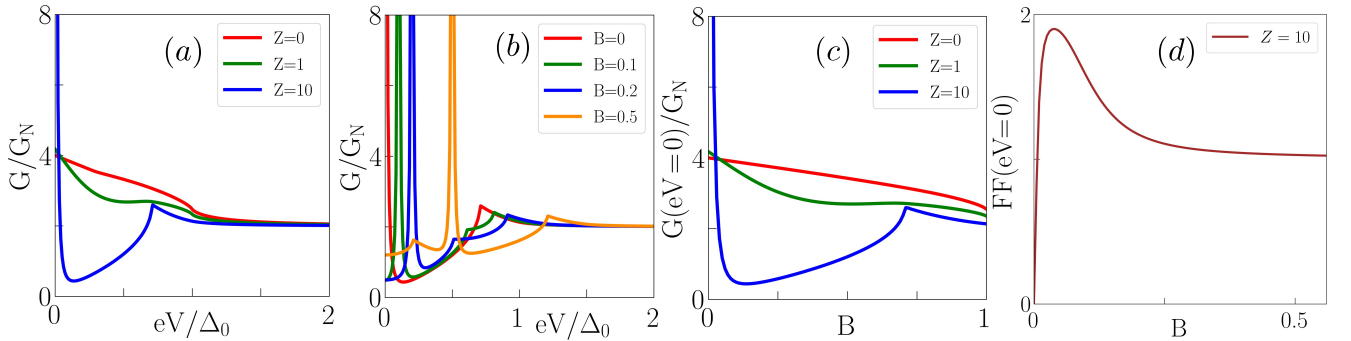 8
4
0
G/G_N
0
2
eV/Δ_0
(a)
Z=0
Z=1
Z=10
8
4
0
G/G_N
0
1
2
eV/Δ_0
(b)
B=0
B=0.1
B=0.2
B=0.5
8
4
0
G(eV=0)/G_N
0
1
B
(c)
Z=0
Z=1
Z=10
2
0
FF(eV=0)
0
0.5
B
(d)
Z = 10